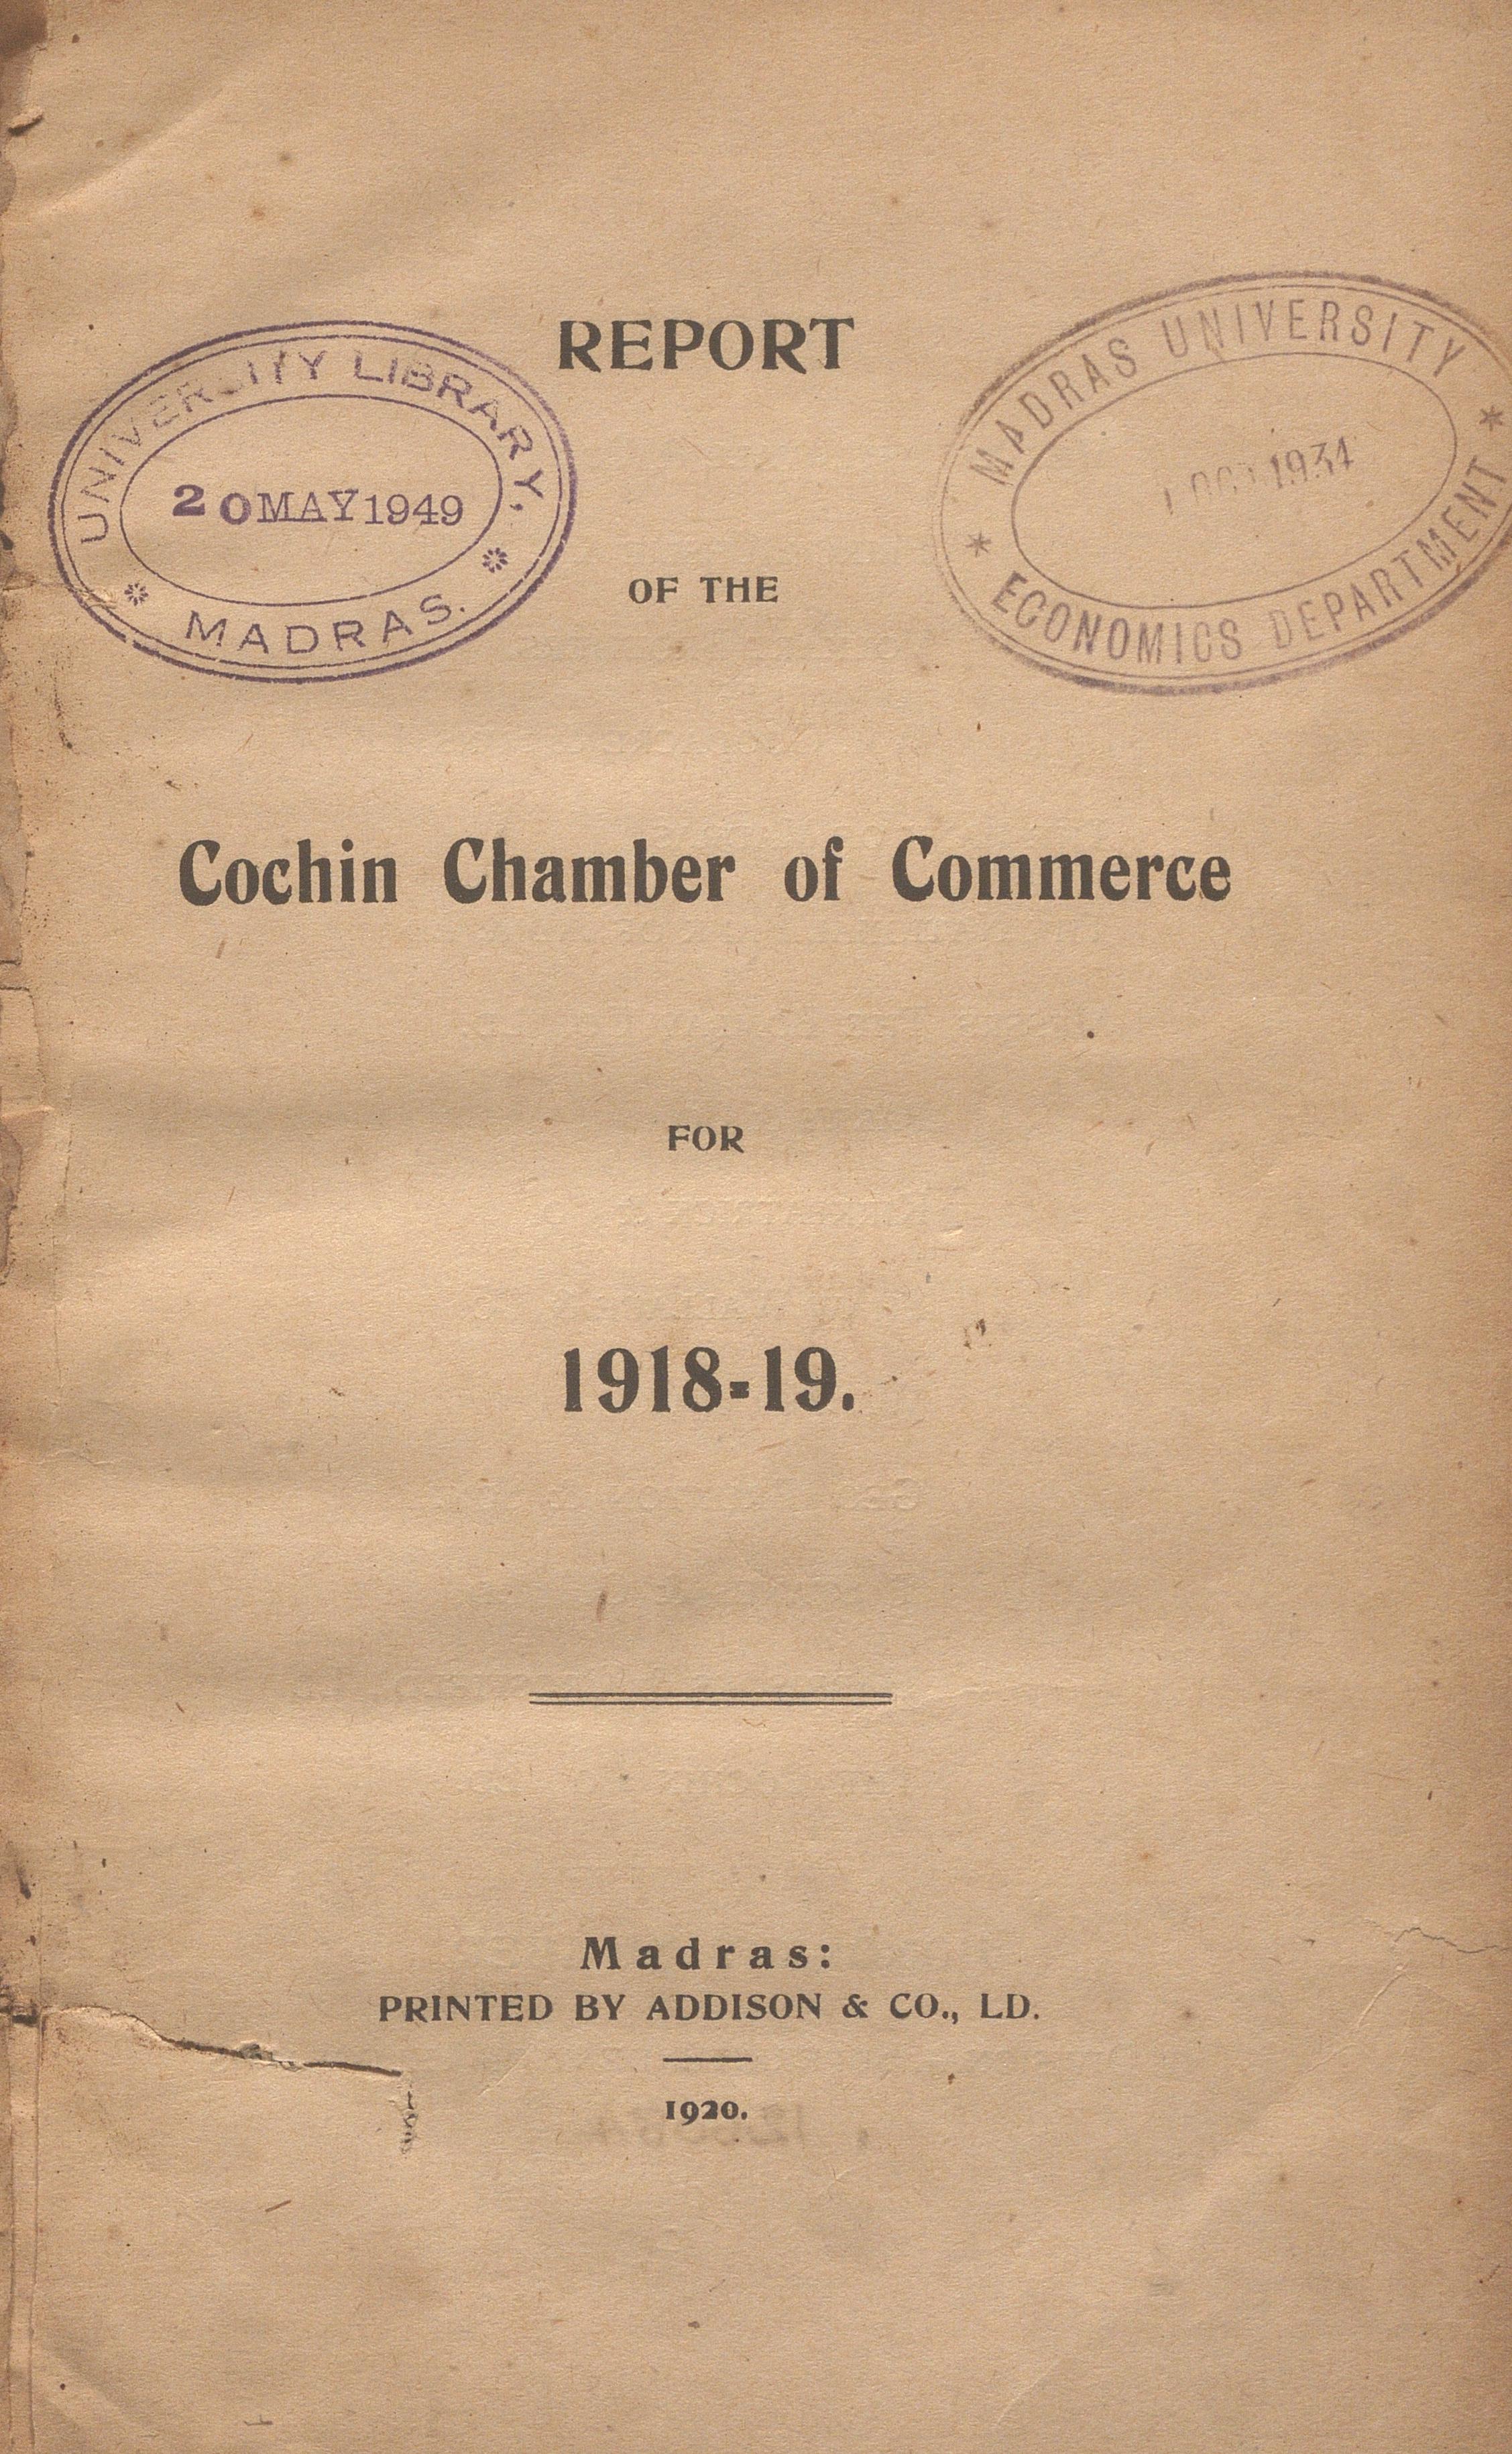 REPORT
UNIVERSITY LIBRARY,
20 MAY 1949
MADRAS.
MADRAS UNIVERSITY
1934
ECONOMICS DEPARTMENT
OF THE
Cochin Chamber of Commerce
FOR
1918-19.
Madras:
PRINTED BY ADDISON & CO., LD.
1920.